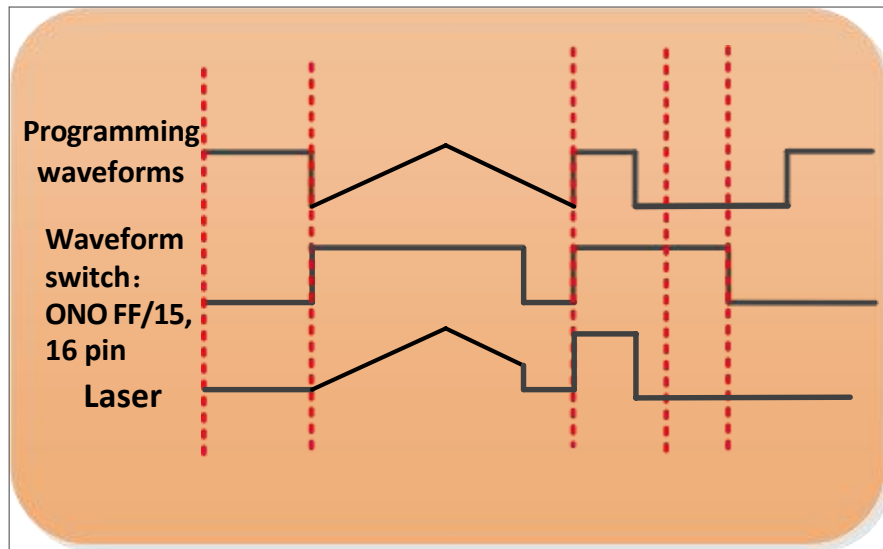 Programming
waveforms
Waveform
switch：
ONO FF/15,
16 pin
Laser